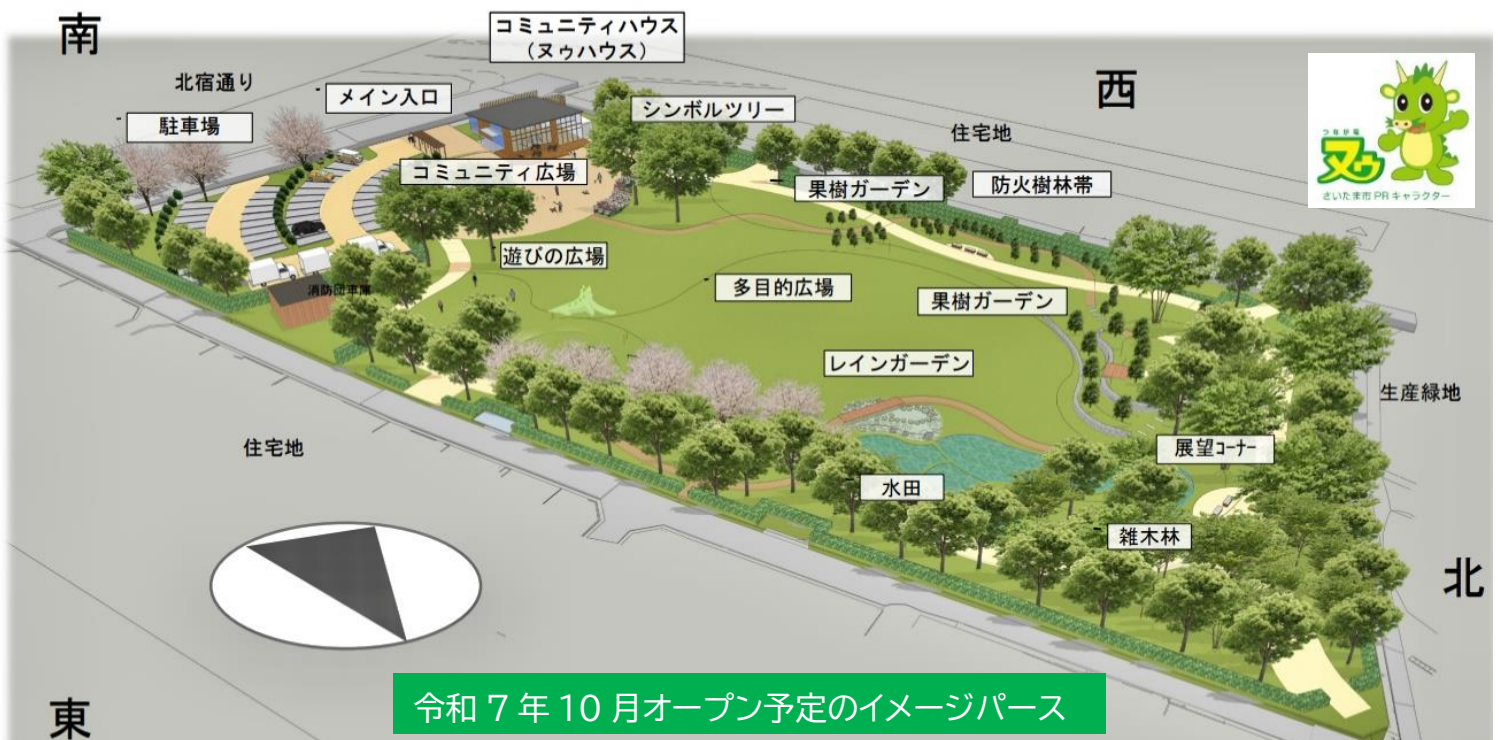 南
コミュニティハウス
(ヌゥハウス)
西
北宿通り
メイン入口
シンボルツリー
駐車場
住宅地
つなが竜
ヌゥ
さいたま市PRキャラクター
コミュニティ広場
果樹ガーデン
防火樹林帯
遊びの広場
消防団車庫
多目的広場
果樹ガーデン
レインガーデン
生産緑地
住宅地
展望コーナー
水田
雑木林
北
令和7年10月オープン予定のイメージパース
東